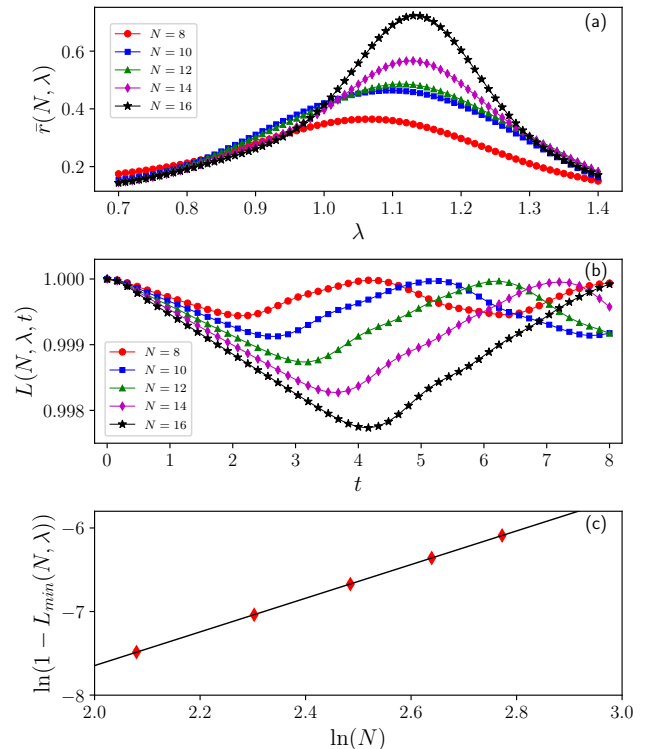 (a)
r̄(N, λ)
0.6
0.4
0.2
N = 8
N = 10
N = 12
N = 14
N = 16
0.7 0.8 0.9 1.0 1.1 1.2 1.3 1.4
λ
(b)
L(N, λ, t)
1.000
0.999
0.998
N = 8
N = 10
N = 12
N = 14
N = 16
0 1 2 3 4 5 6 7 8
t
(c)
ln(1 − L_min(N, λ))
−6
−7
−8
2.0 2.2 2.4 2.6 2.8 3.0
ln(N)